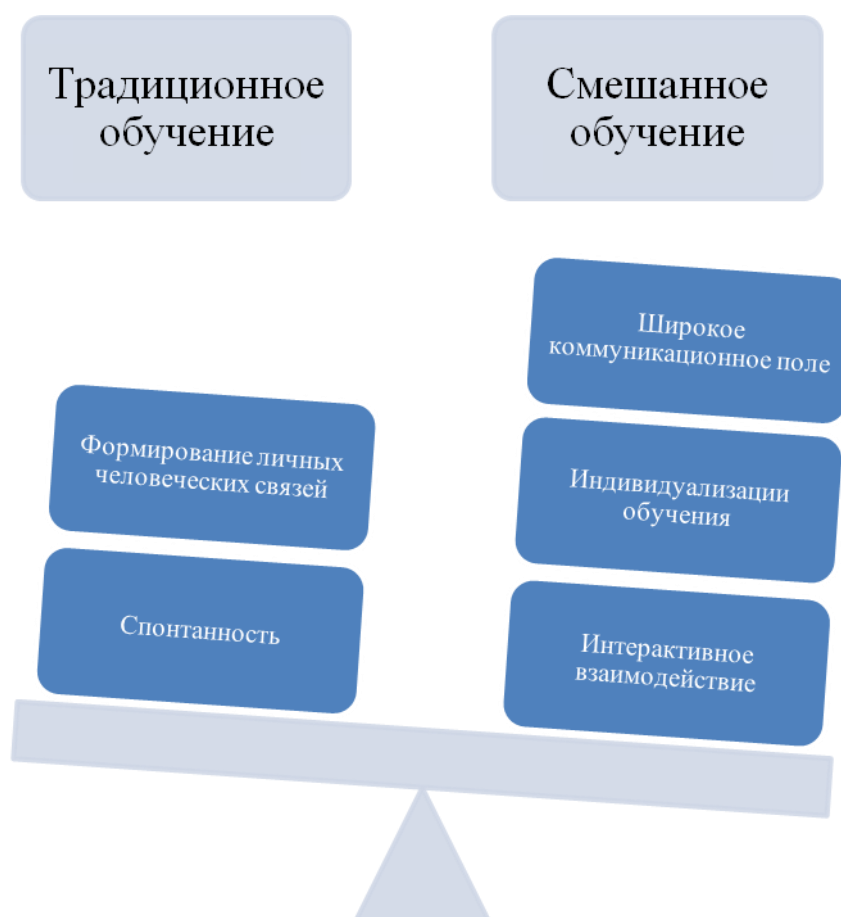 Традиционное
обучение
Смешанное
обучение
Формирование личных
человеческих связей
Спонтанность
Широкое
коммуникационное поле
Индивидуализации
обучения
Интерактивное
взаимодействие